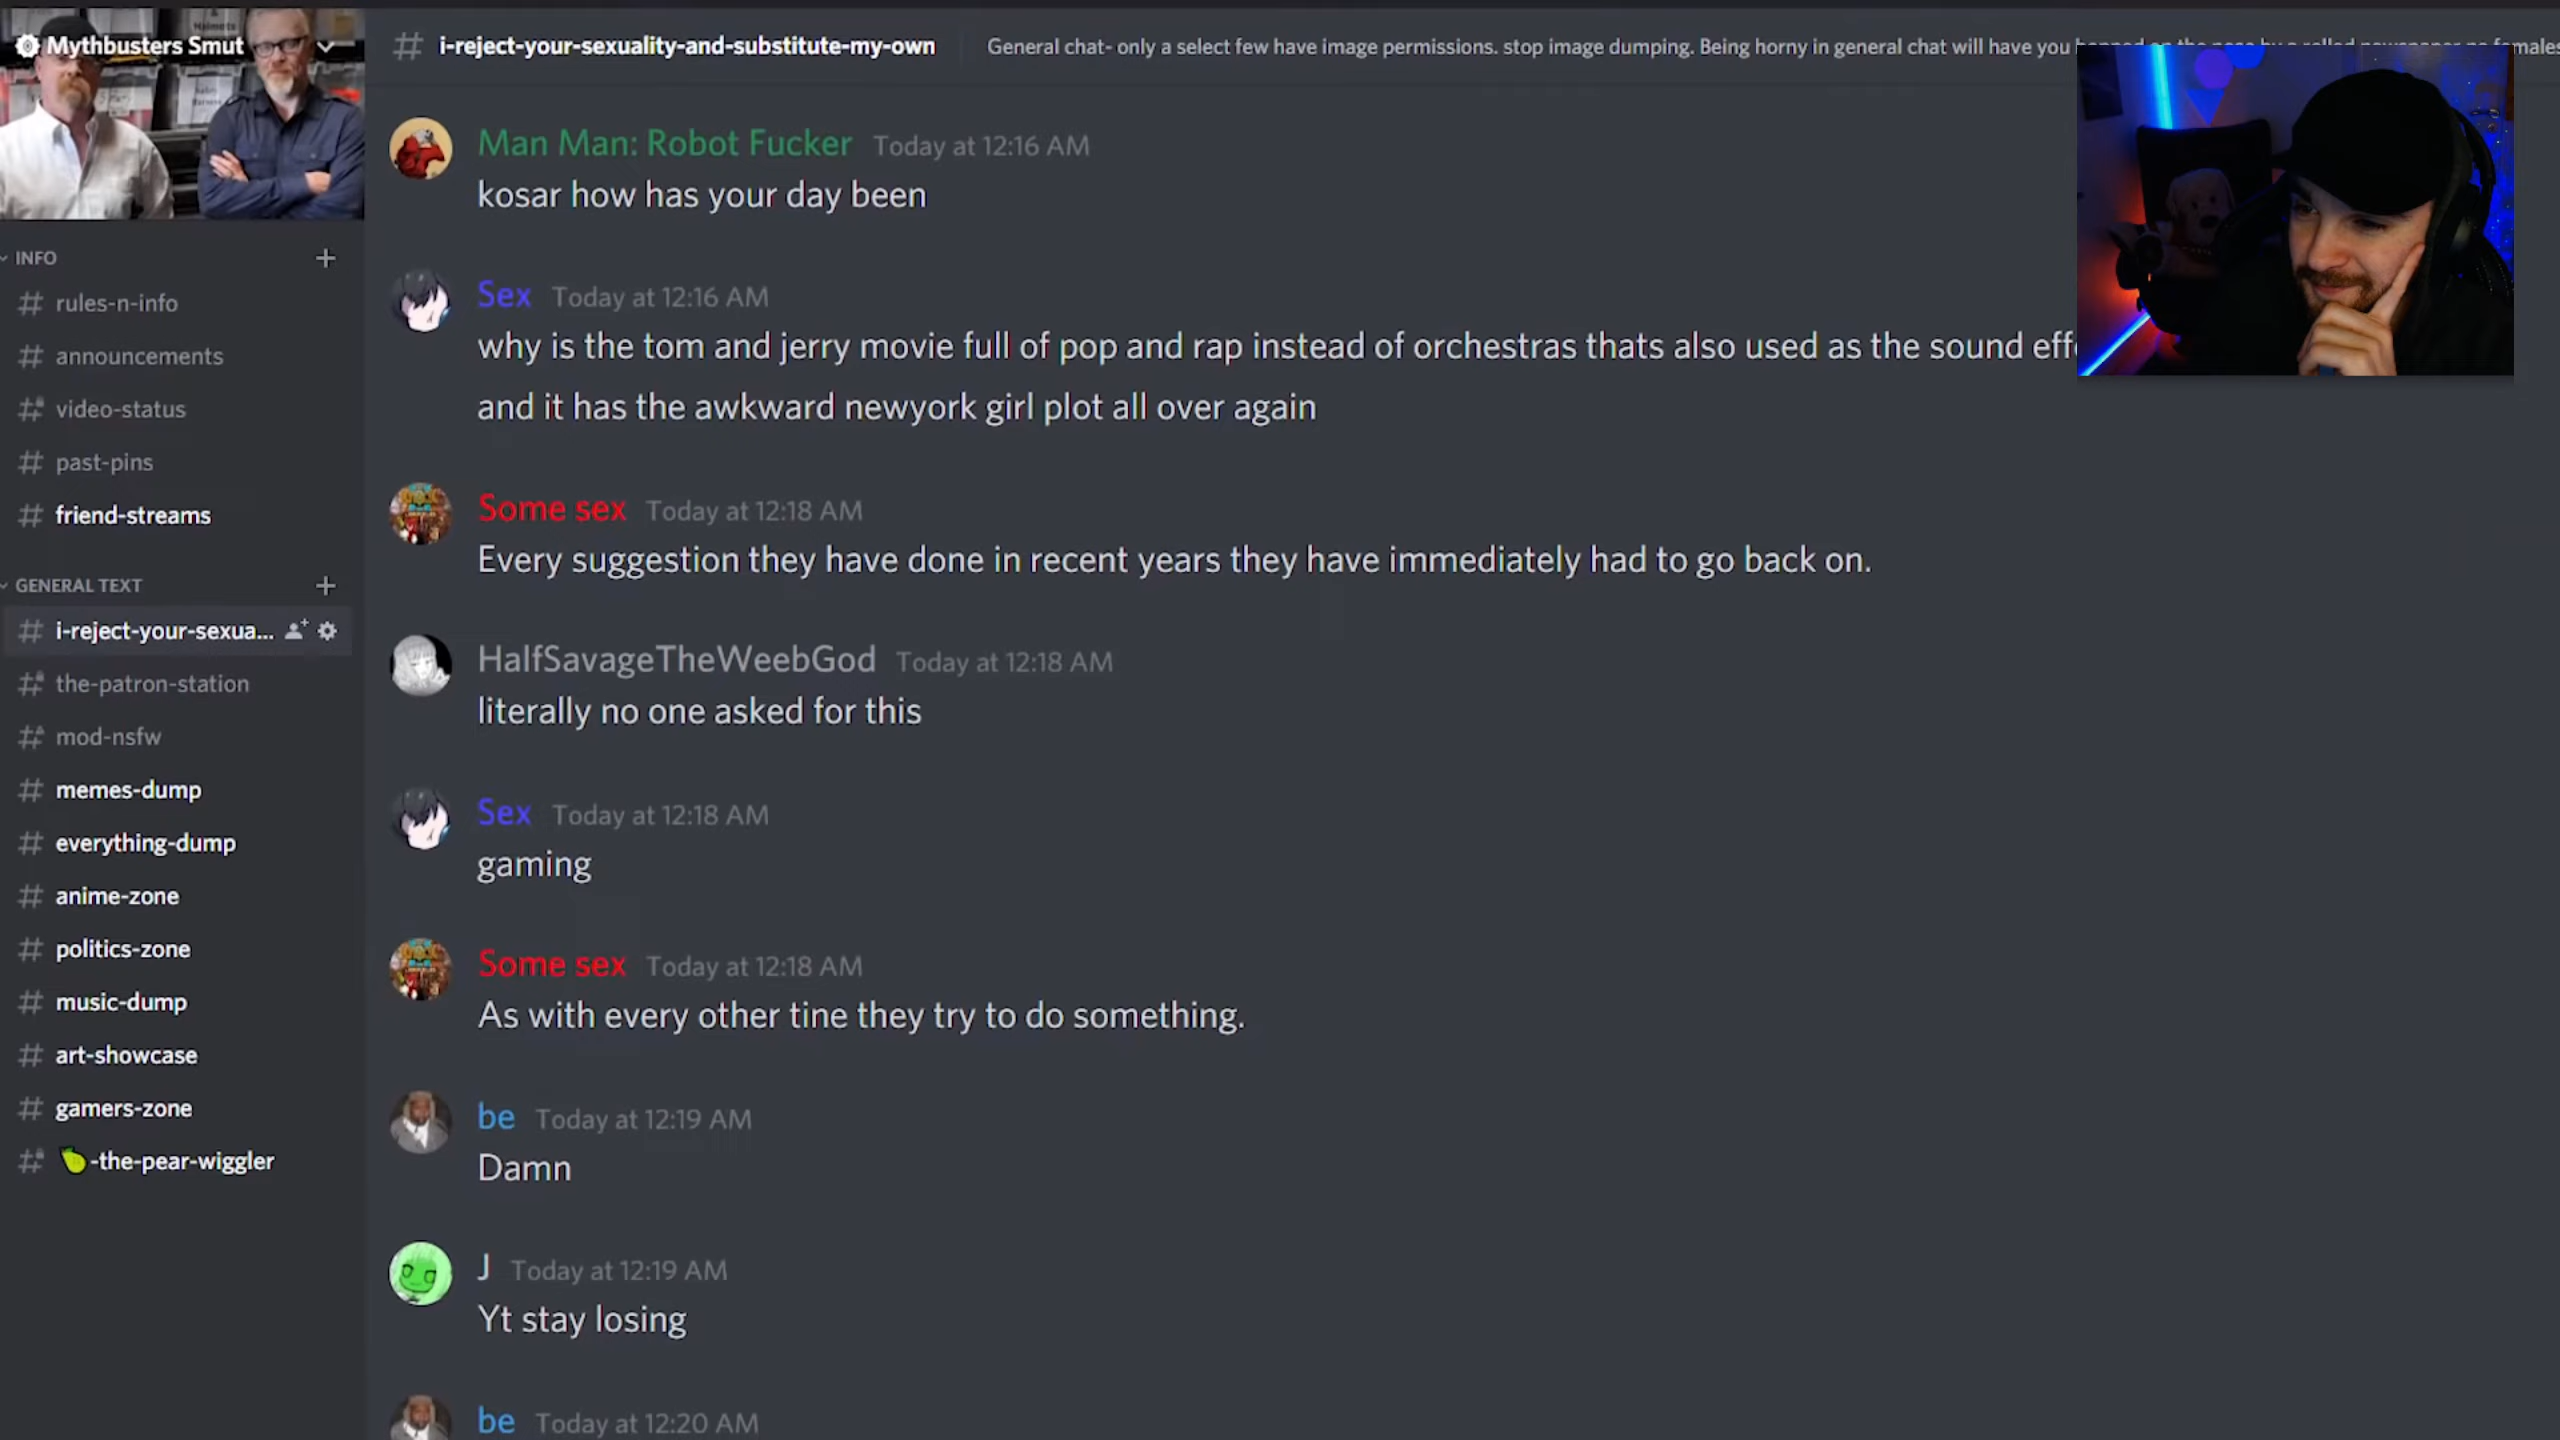 Mythbusters Smut
INFO
rules-n-info
announcements
video-status
past-pins
friend-streams
GENERAL TEXT
i-reject-your-sexua...
the-patron-station
mod-nsfw
memes-dump
everything-dump
anime-zone
politics-zone
music-dump
art-showcase
gamers-zone
-the-pear-wiggler
i-reject-your-sexuality-and-substitute-my-own
General chat- only a select few have image permissions. stop image dumping. Being horny in general chat will have you
Man Man: Robot Fucker Today at 12:16 AM
kosar how has your day been
Sex Today at 12:16 AM
why is the tom and jerry movie full of pop and rap instead of orchestras thats also used as the sound
and it has the awkward newyork girl plot all over again
Some sex Today at 12:18 AM
Every suggestion they have done in recent years they have immediately had to go back on.
HalfSavageTheWeebGod Today at 12:18 AM
literally no one asked for this
Sex Today at 12:18 AM
gaming
Some sex Today at 12:18 AM
As with every other tine they try to do something.
be Today at 12:19 AM
Damn
J Today at 12:19 AM
Yt stay losing
be Today at 12:20 AM